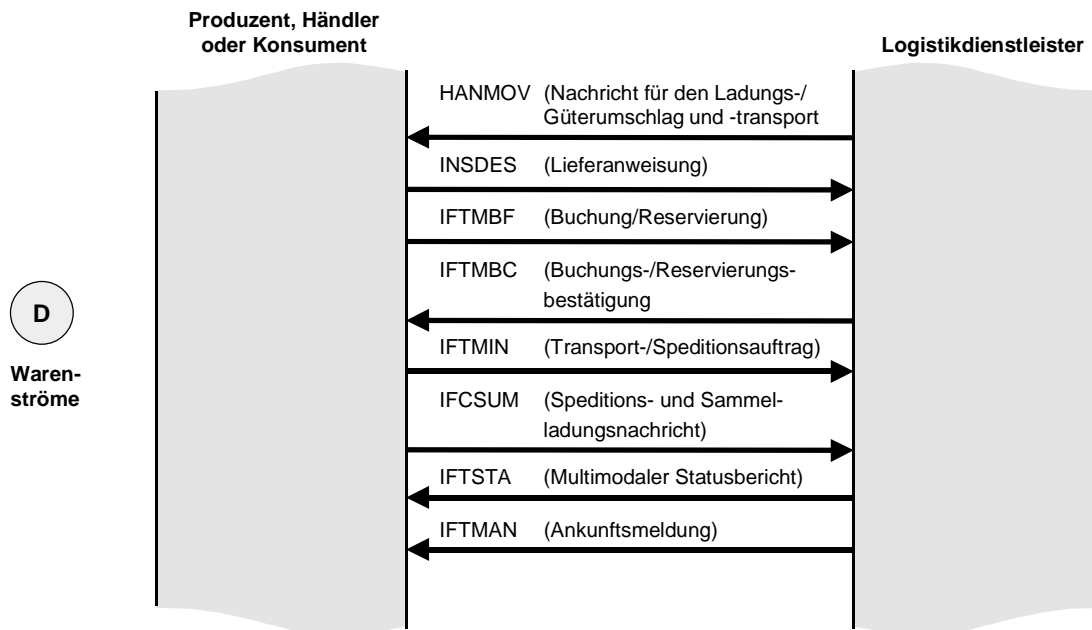 Produzent, Händler
oder Konsument
Logistikdienstleister
HANMOV (Nachricht für den Ladungs-/
Güterumschlag und -transport
INSDES (Lieferanweisung)
IFTMBF (Buchung/Reservierung)
IFTMBC (Buchungs-/Reservierungs-
bestätigung
IFTMIN (Transport-/Speditionsauftrag)
IFCSUM (Speditions- und Sammel-
ladungsnachricht)
IFTSTA (Multimodaler Statusbericht)
IFTMAN (Ankunftsmeldung)
D
Waren-
ströme